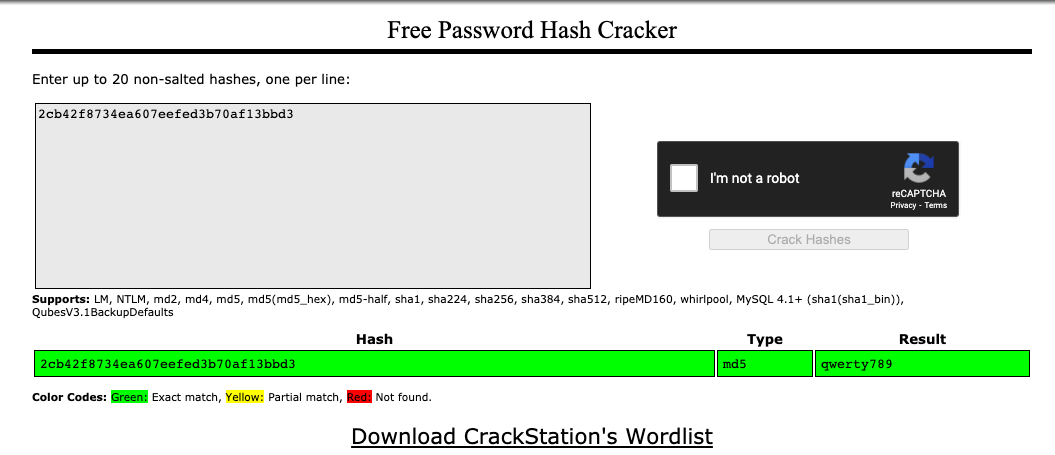 Free Password Hash Cracker
Enter up to 20 non-salted hashes, one per line:
2cb42f8734ea607eefed3b70af13bbd3
I'm not a robot
reCAPTCHA
Privacy - Terms
Crack Hashes
Supports: LM, NTLM, md2, md4, md5, md5(md5_hex), md5-half, sha1, sha224, sha256, sha384, sha512, ripeMD160, whirlpool, MySQL 4.1+ (sha1(sha1_bin)),
QubesV3.1BackupDefaults
Hash Type Result
2cb42f8734ea607eefed3b70af13bbd3 md5 qwerty789
Color Codes: Green: Exact match, Yellow: Partial match, Red: Not found.
Download CrackStation's Wordlist